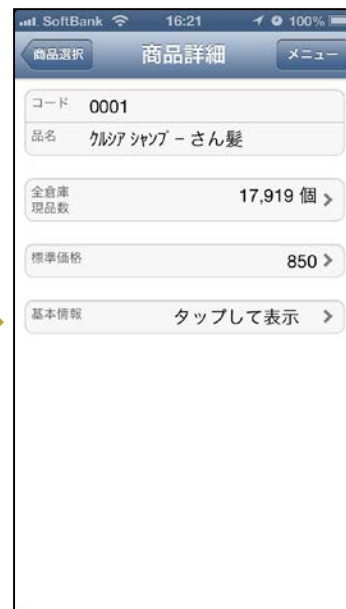 SoftBank 16:21 100%
商品選択 商品詳細 メニュー
コード 0001
品名 ｸﾙｼｱ ｼｬﾝﾌﾟｰさん髪
全倉庫
現品数 17,919 個
標準価格 850
基本情報 タップして表示